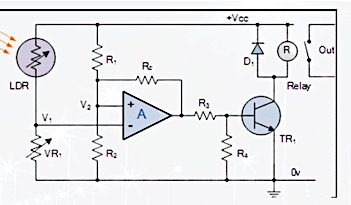 +Vcc
R1
RF
D1
R
Out
LDR
Relay
V2
V1
+
A
−
R3
VR1
R2
R4
TR1
0v